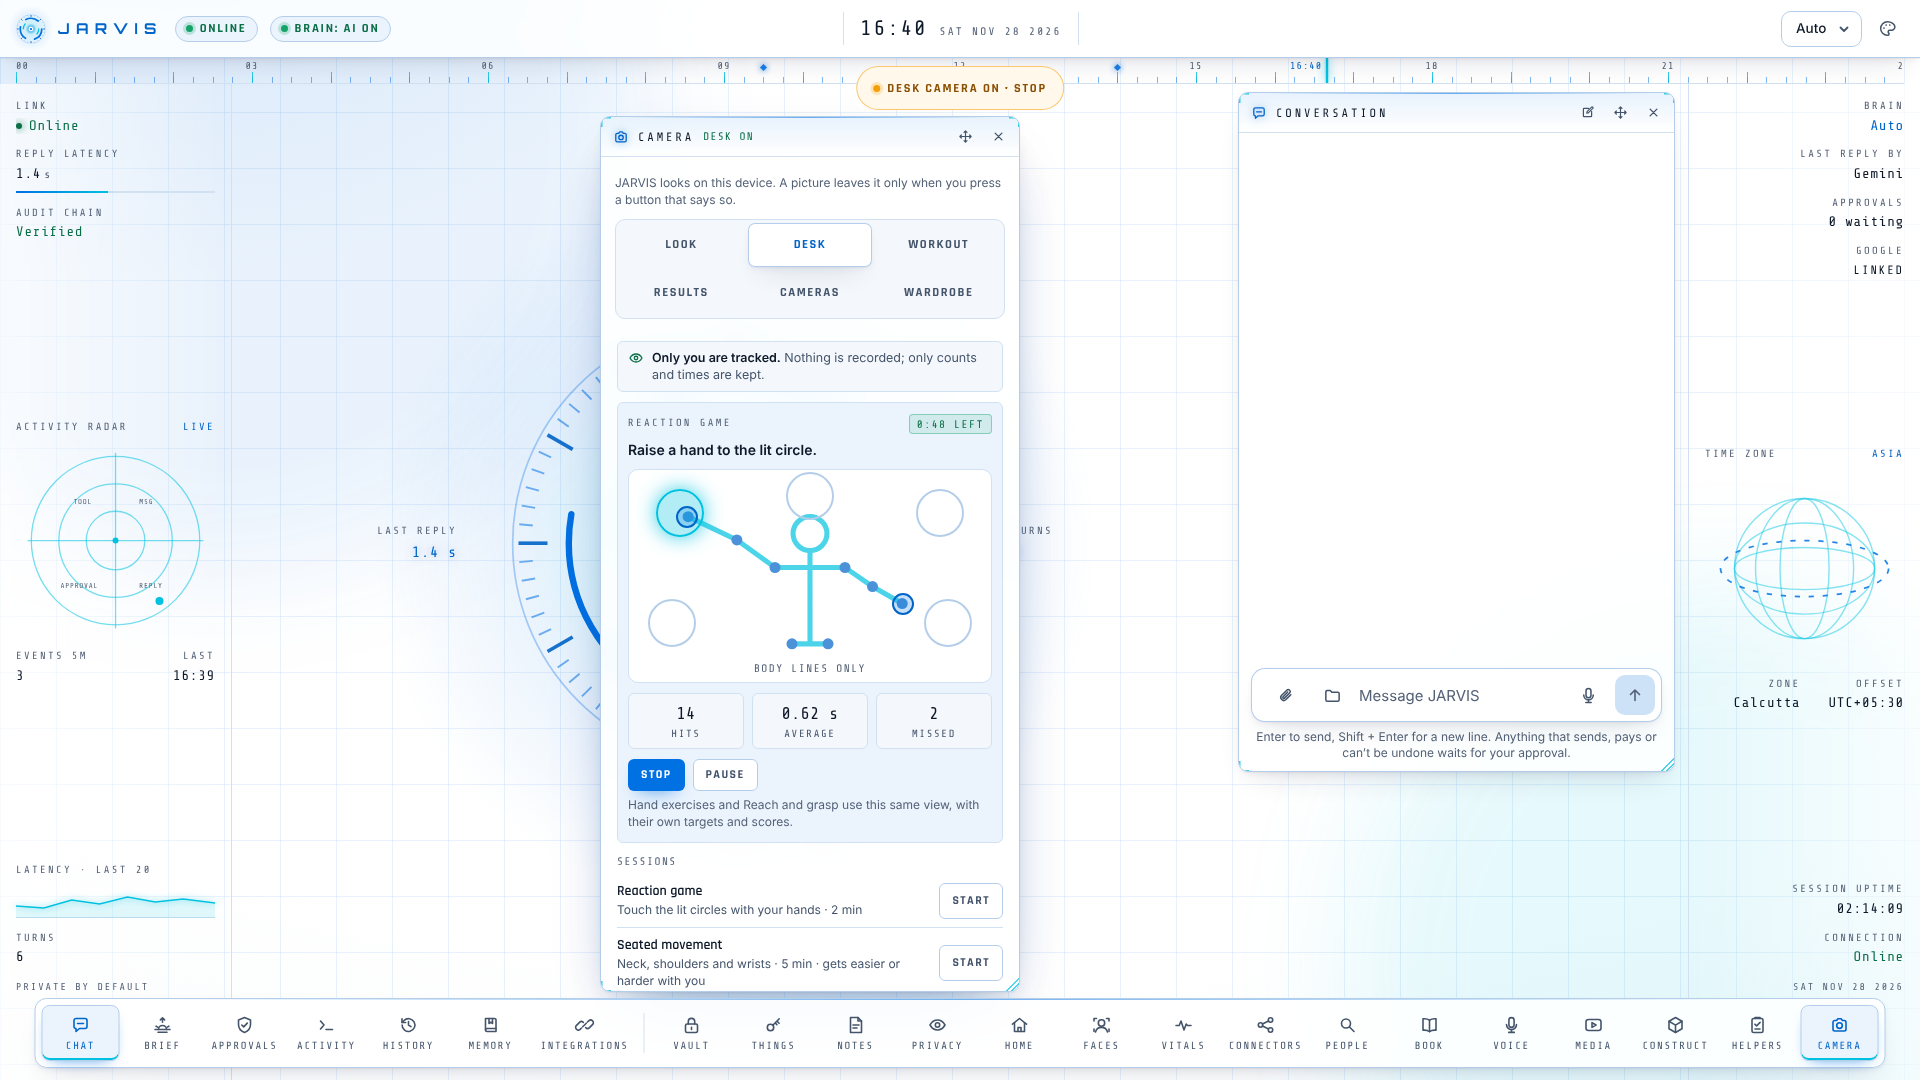 JARVIS
ONLINE
BRAIN: AI ON
16:40 SAT NOV 28 2026
Auto
00 03 06 09 12 15 16:40 18 21 2
DESK CAMERA ON · STOP
LINK
Online
REPLY LATENCY
1.4 s
AUDIT CHAIN
Verified
ACTIVITY RADAR LIVE
TOOL MSG
APPROVAL REPLY
EVENTS 5M LAST
3 16:39
LATENCY · LAST 20
TURNS
6
PRIVATE BY DEFAULT
LAST REPLY
1.4 s
URNS
CAMERA DESK ON
JARVIS looks on this device. A picture leaves it only when you press
a button that says so.
LOOK DESK WORKOUT
RESULTS CAMERAS WARDROBE
Only you are tracked. Nothing is recorded; only counts
and times are kept.
REACTION GAME 0:48 LEFT
Raise a hand to the lit circle.
BODY LINES ONLY
14 0.62 s 2
HITS AVERAGE MISSED
STOP PAUSE
Hand exercises and Reach and grasp use this same view, with
their own targets and scores.
SESSIONS
Reaction game
Touch the lit circles with your hands · 2 min
START
Seated movement
Neck, shoulders and wrists · 5 min · gets easier or
harder with you
START
CONVERSATION
Message JARVIS
Enter to send, Shift + Enter for a new line. Anything that sends, pays or
can’t be undone waits for your approval.
BRAIN
Auto
LAST REPLY BY
Gemini
APPROVALS
0 waiting
GOOGLE
LINKED
TIME ZONE ASIA
ZONE OFFSET
Calcutta UTC+05:30
SESSION UPTIME
02:14:09
CONNECTION
Online
SAT NOV 28 2026
CHAT BRIEF APPROVALS ACTIVITY HISTORY MEMORY INTEGRATIONS VAULT THINGS NOTES PRIVACY HOME FACES VITALS CONNECTORS PEOPLE BOOK VOICE MEDIA CONSTRUCT HELPERS CAMERA